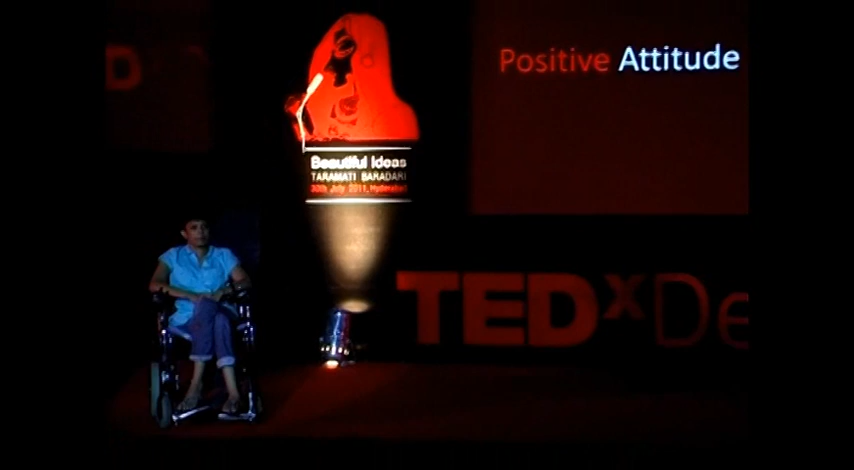 D
Positive Attitude
Beautiful Ideas
TARAMATI BARADARI
30th July 2011, Hyderabad
TEDxDe